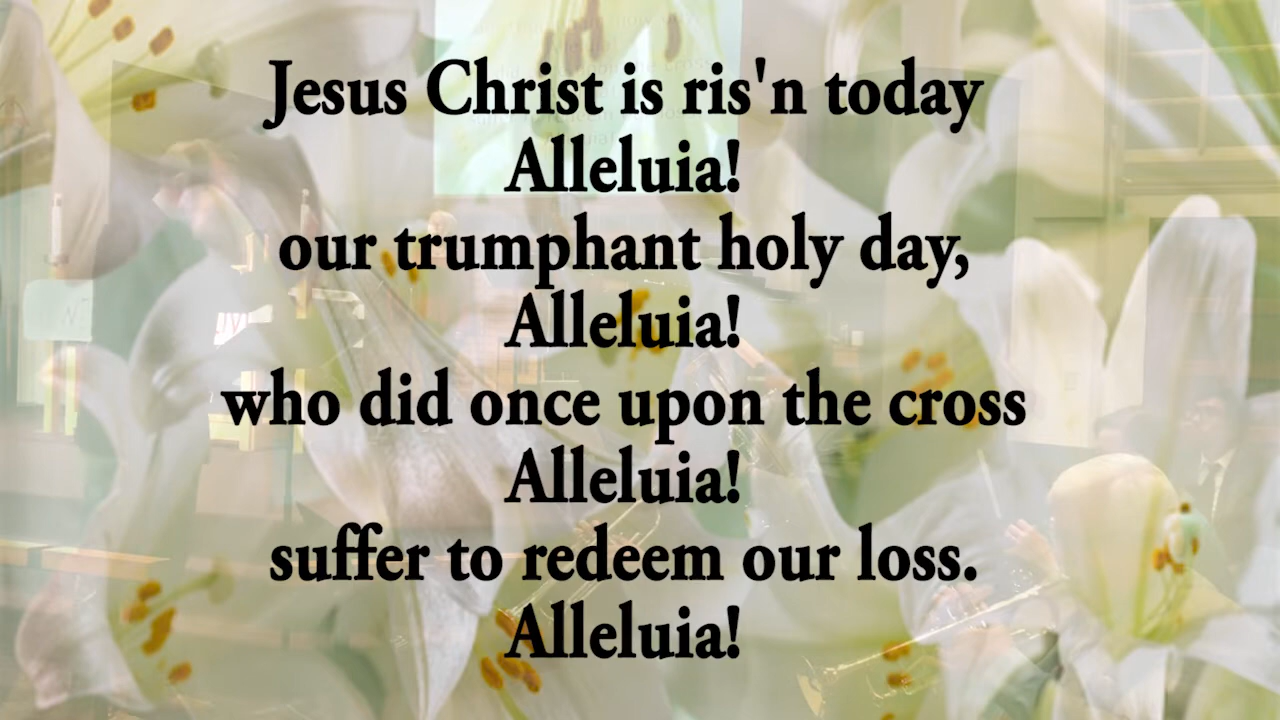 Jesus Christ is ris'n today
Alleluia!
our trumphant holy day,
Alleluia!
who did once upon the cross
Alleluia!
suffer to redeem our loss.
Alleluia!